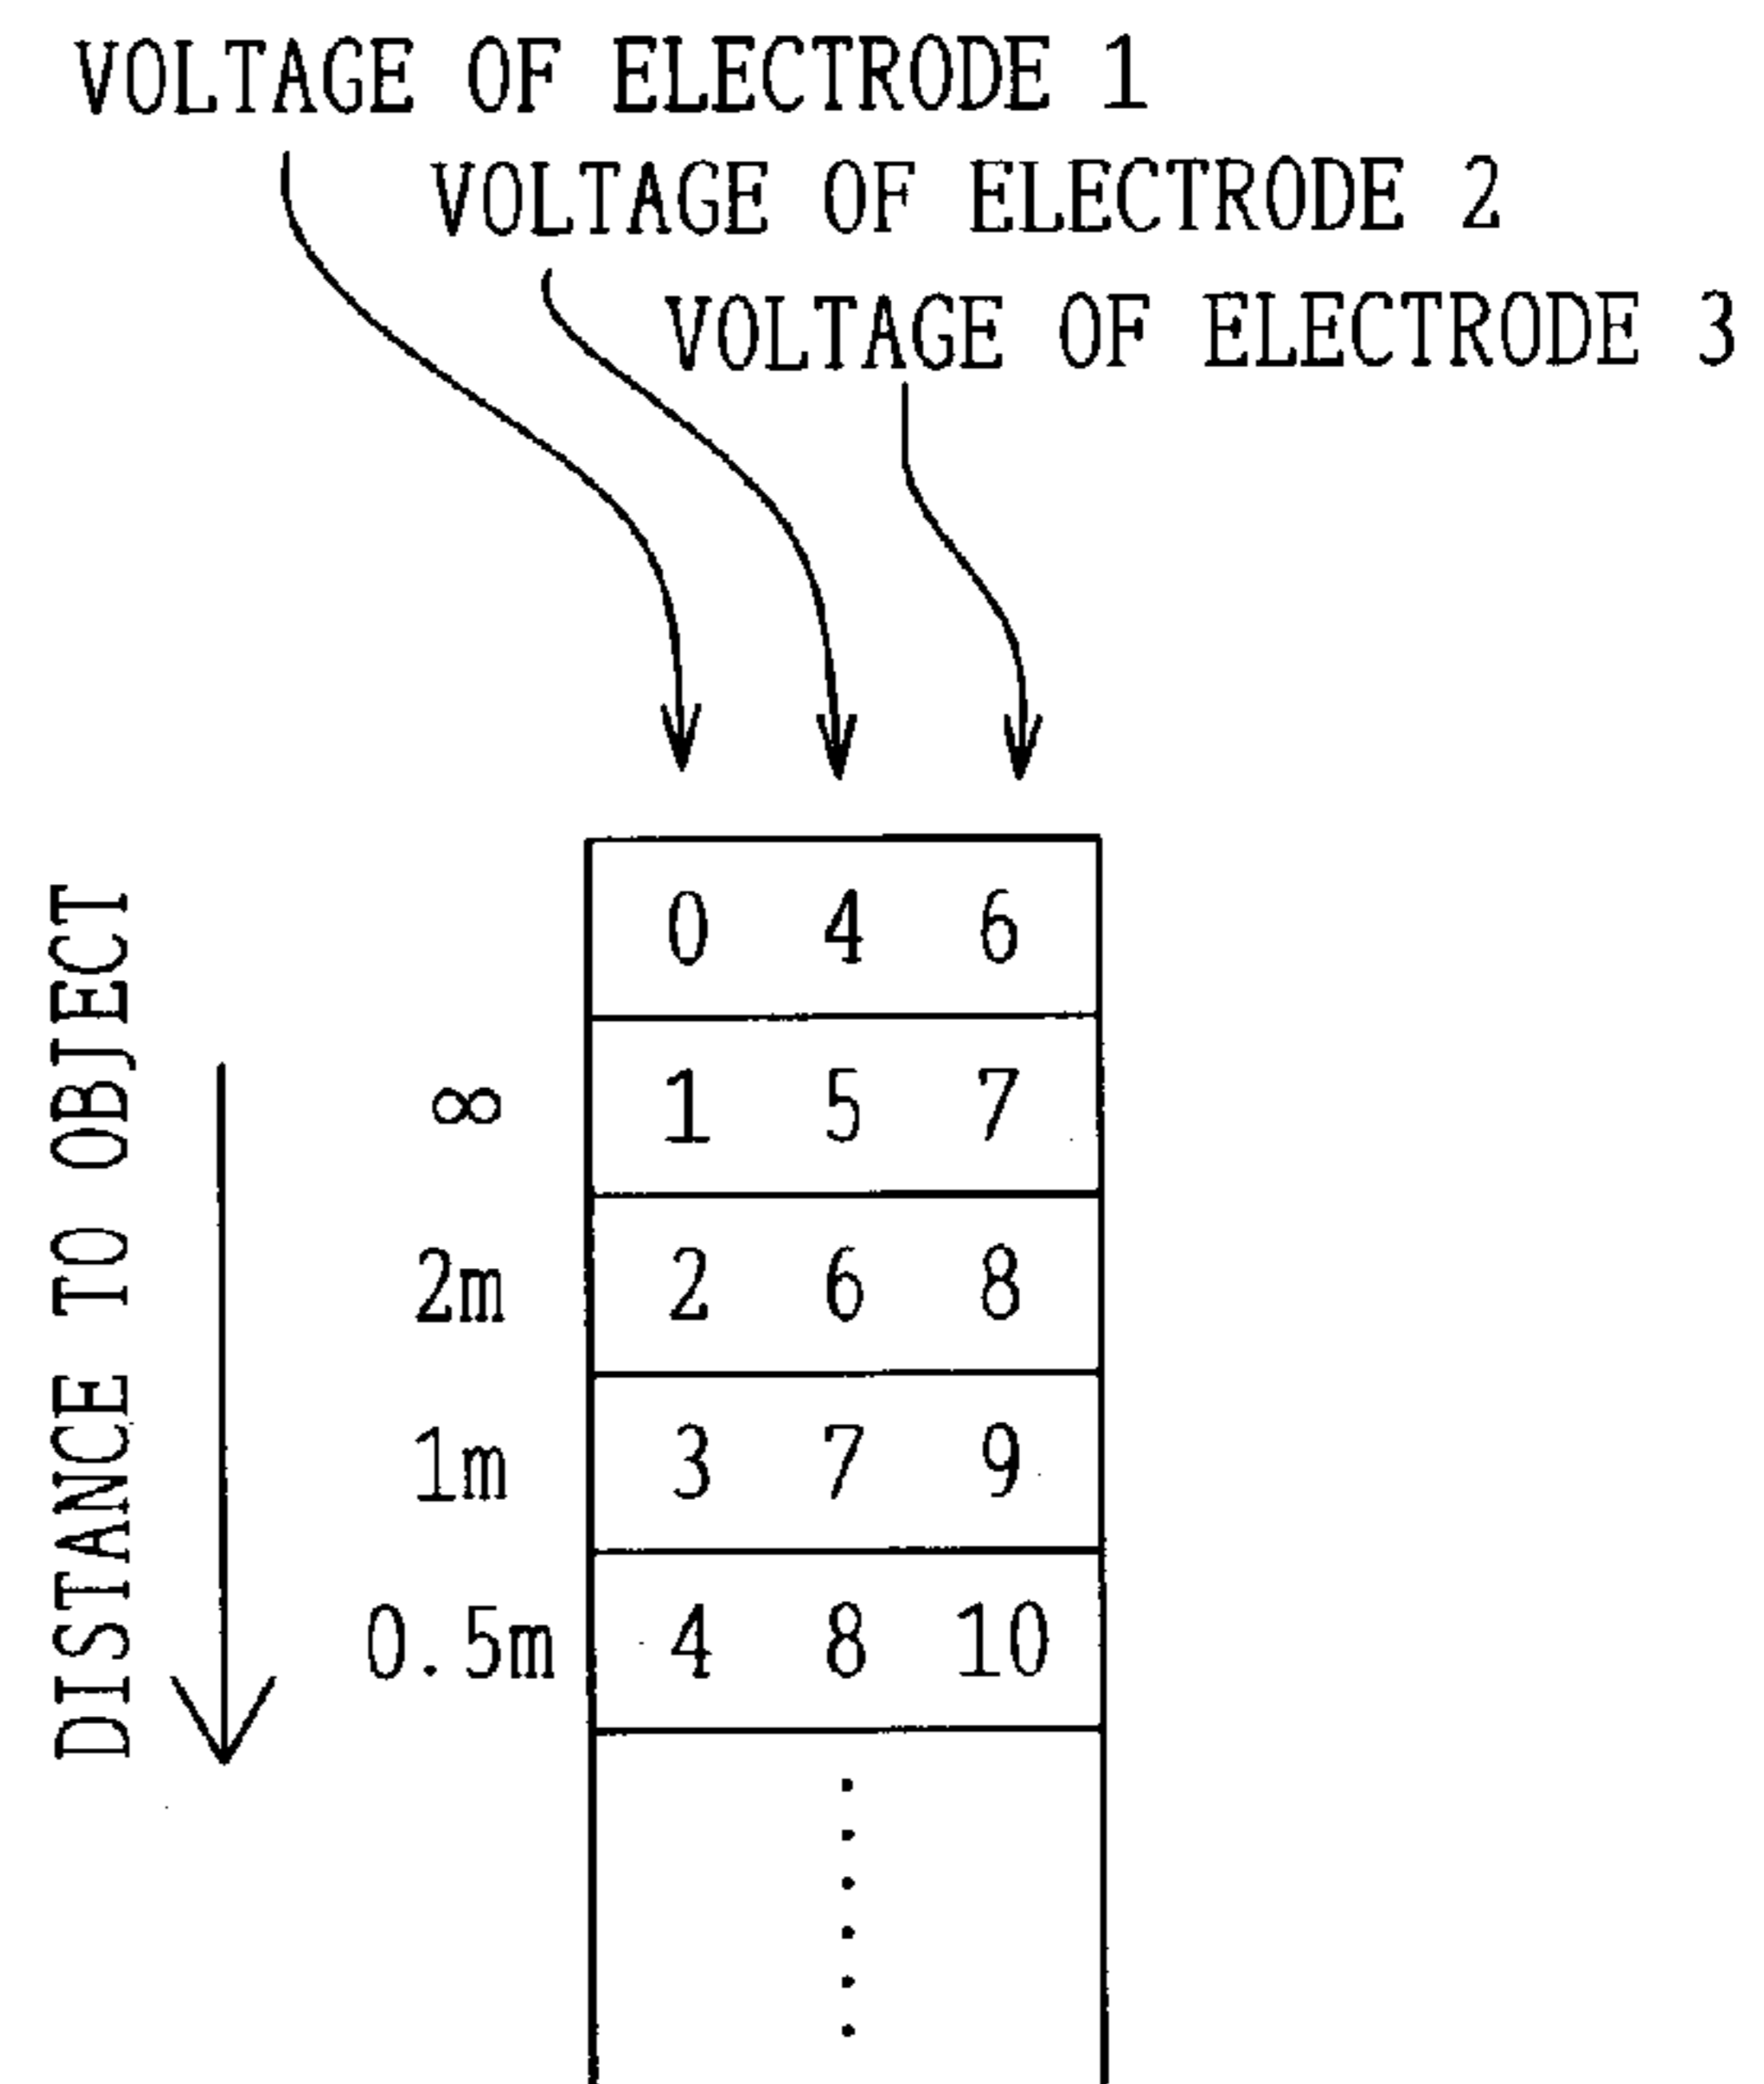 VOLTAGE OF ELECTRODE 1
VOLTAGE OF ELECTRODE 2
VOLTAGE OF ELECTRODE 3
DISTANCE TO OBJECT
0 4 6
∞ 1 5 7
2m 2 6 8
1m 3 7 9
0.5m 4 8 10